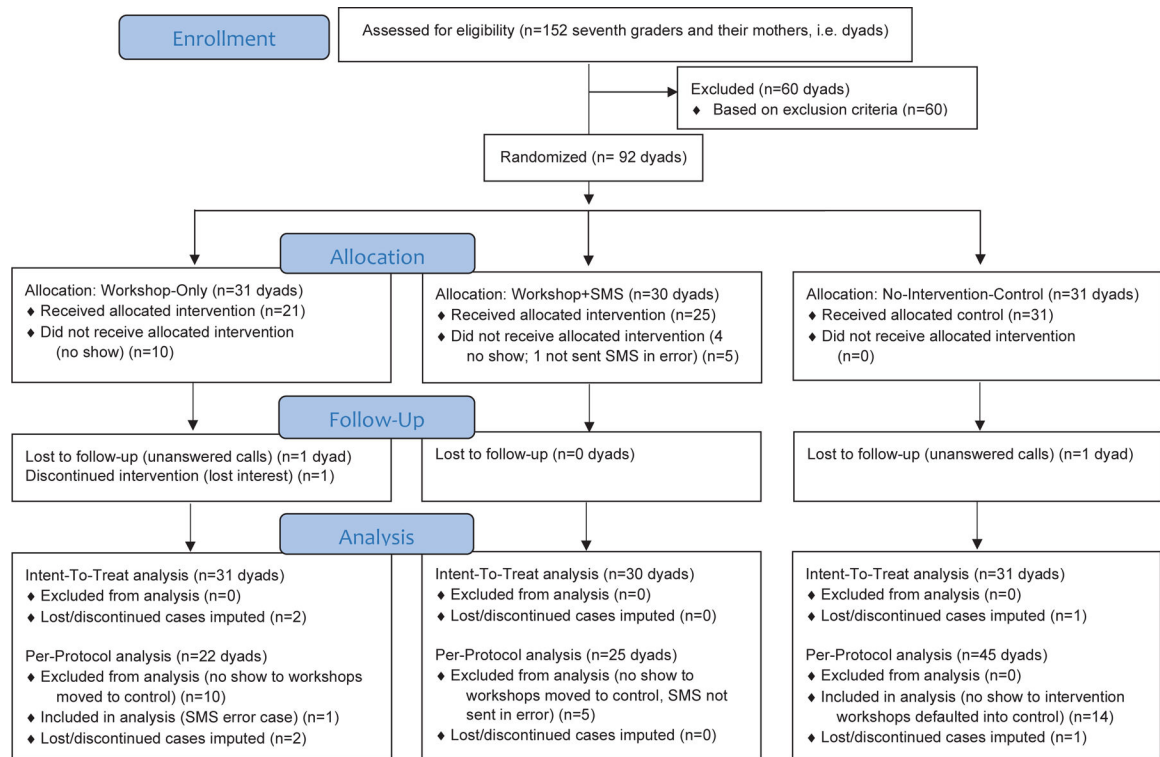 Enrollment
Assessed for eligibility (n=152 seventh graders and their mothers, i.e. dyads)
Excluded (n=60 dyads)
♦ Based on exclusion criteria (n=60)
Randomized (n= 92 dyads)
Allocation
Allocation: Workshop-Only (n=31 dyads)
♦ Received allocated intervention (n=21)
♦ Did not receive allocated intervention
(no show) (n=10)
Allocation: Workshop+SMS (n=30 dyads)
♦ Received allocated intervention (n=25)
♦ Did not receive allocated intervention (4
no show; 1 not sent SMS in error) (n=5)
Allocation: No-Intervention-Control (n=31 dyads)
♦ Received allocated control (n=31)
♦ Did not receive allocated intervention
(n=0)
Follow-Up
Lost to follow-up (unanswered calls) (n=1 dyad)
Discontinued intervention (lost interest) (n=1)
Lost to follow-up (n=0 dyads)
Lost to follow-up (unanswered calls) (n=1 dyad)
Analysis
Intent-To-Treat analysis (n=31 dyads)
♦ Excluded from analysis (n=0)
♦ Lost/discontinued cases imputed (n=2)
Per-Protocol analysis (n=22 dyads)
♦ Excluded from analysis (no show to workshops
moved to control) (n=10)
♦ Included in analysis (SMS error case) (n=1)
♦ Lost/discontinued cases imputed (n=2)
Intent-To-Treat analysis (n=30 dyads)
♦ Excluded from analysis (n=0)
♦ Lost/discontinued cases imputed (n=0)
Per-Protocol analysis (n=25 dyads)
♦ Excluded from analysis (no show to
workshops moved to control, SMS not
sent in error) (n=5)
♦ Lost/discontinued cases imputed (n=0)
Intent-To-Treat analysis (n=31 dyads)
♦ Excluded from analysis (n=0)
♦ Lost/discontinued cases imputed (n=1)
Per-Protocol analysis (n=45 dyads)
♦ Excluded from analysis (n=0)
♦ Included in analysis (no show to intervention
workshops defaulted into control) (n=14)
♦ Lost/discontinued cases imputed (n=1)